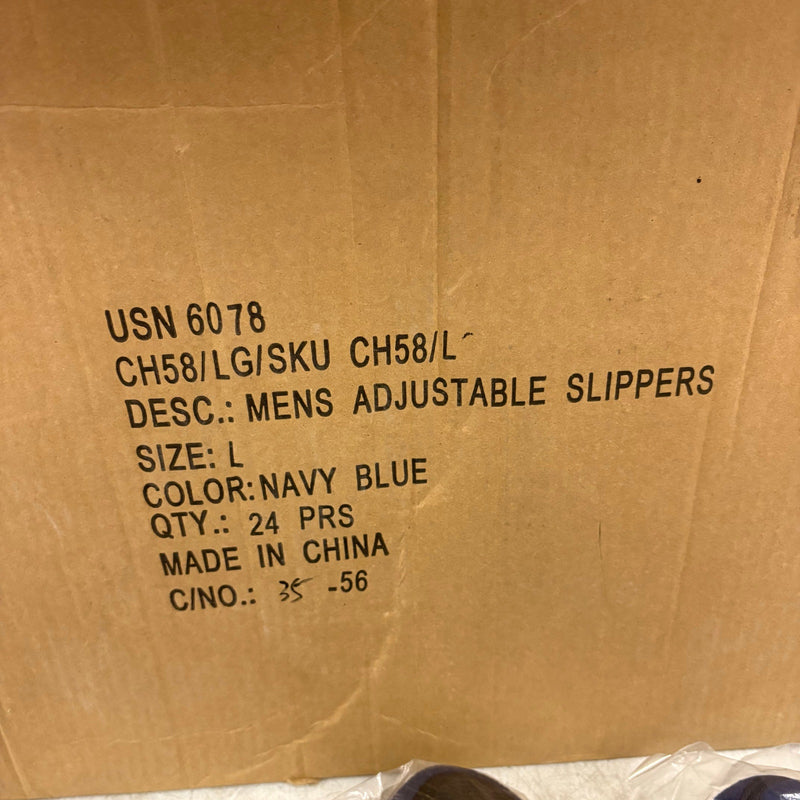 USN 6078
CH58/LG/SKU CH58/L
DESC.: MENS ADJUSTABLE SLIPPERS
SIZE: L
COLOR: NAVY BLUE
QTY.: 24 PRS
MADE IN CHINA
C/NO.: 35 -56